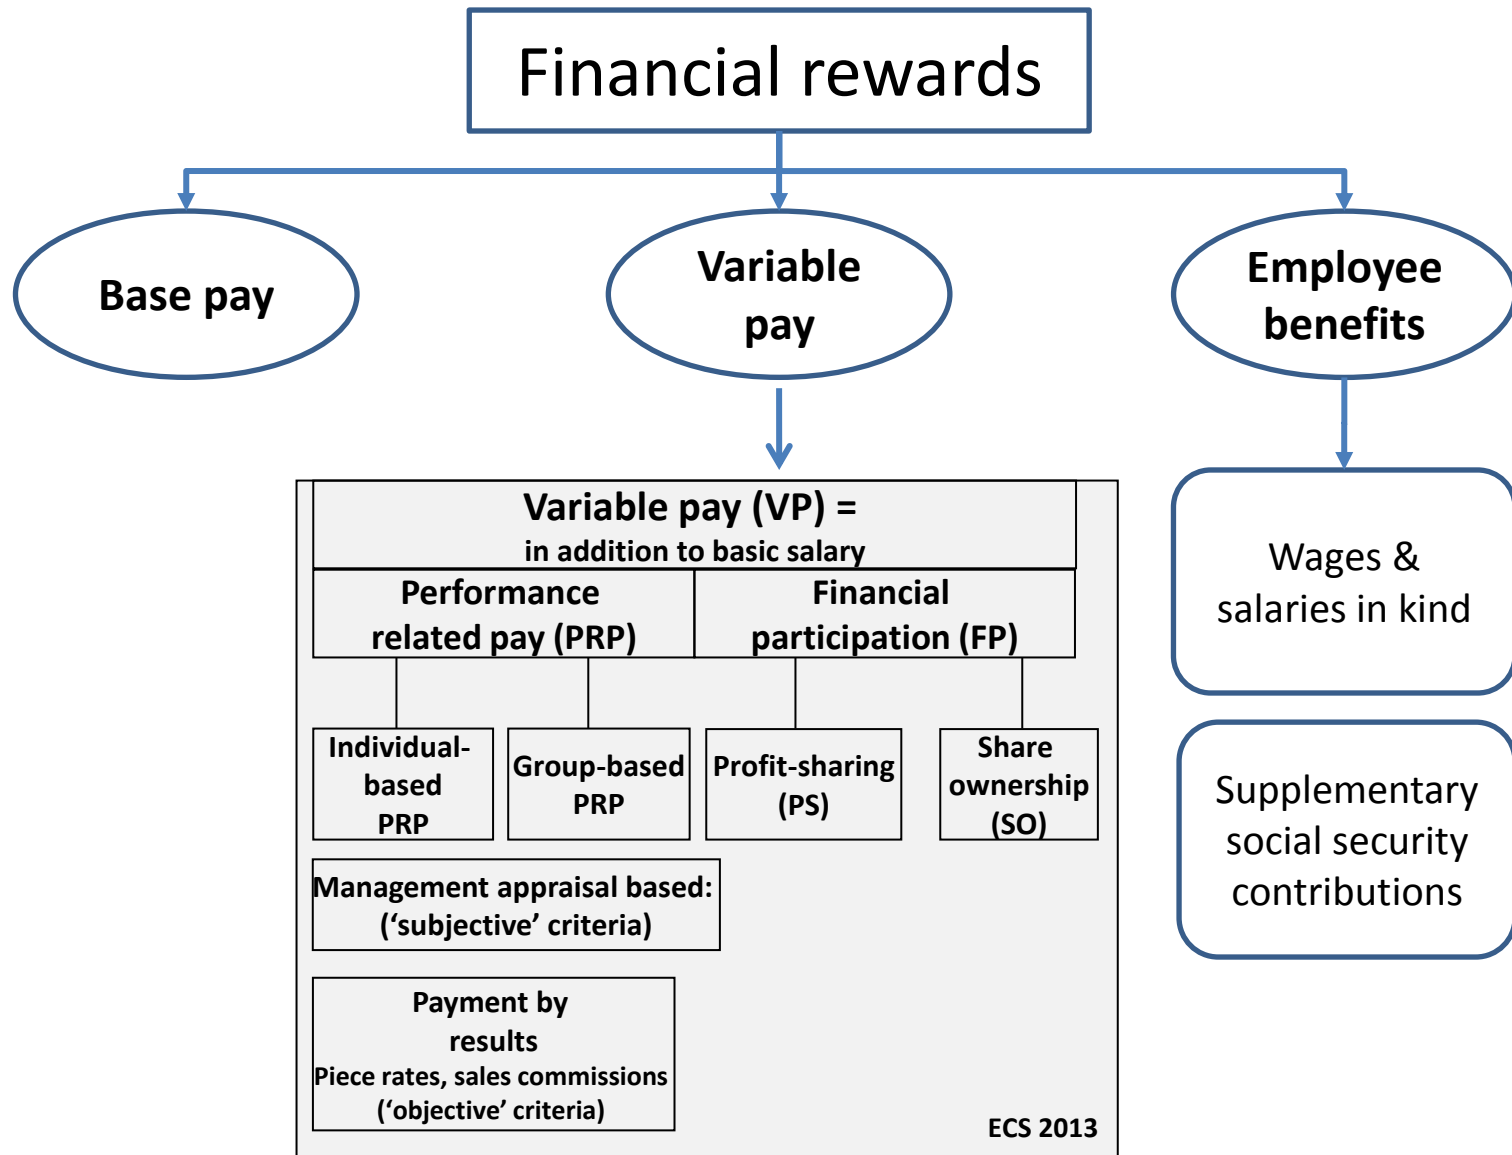 Financial rewards
Base pay
Variable
pay
Employee
benefits
Variable pay (VP) =
in addition to basic salary
Performance
related pay (PRP)
Financial
participation (FP)
Individual-
based
PRP
Group-based
PRP
Profit-sharing
(PS)
Share
ownership
(SO)
Management appraisal based:
(‘subjective’ criteria)
Payment by
results
Piece rates, sales commissions
(‘objective’ criteria)
ECS 2013
Wages &
salaries in kind
Supplementary
social security
contributions